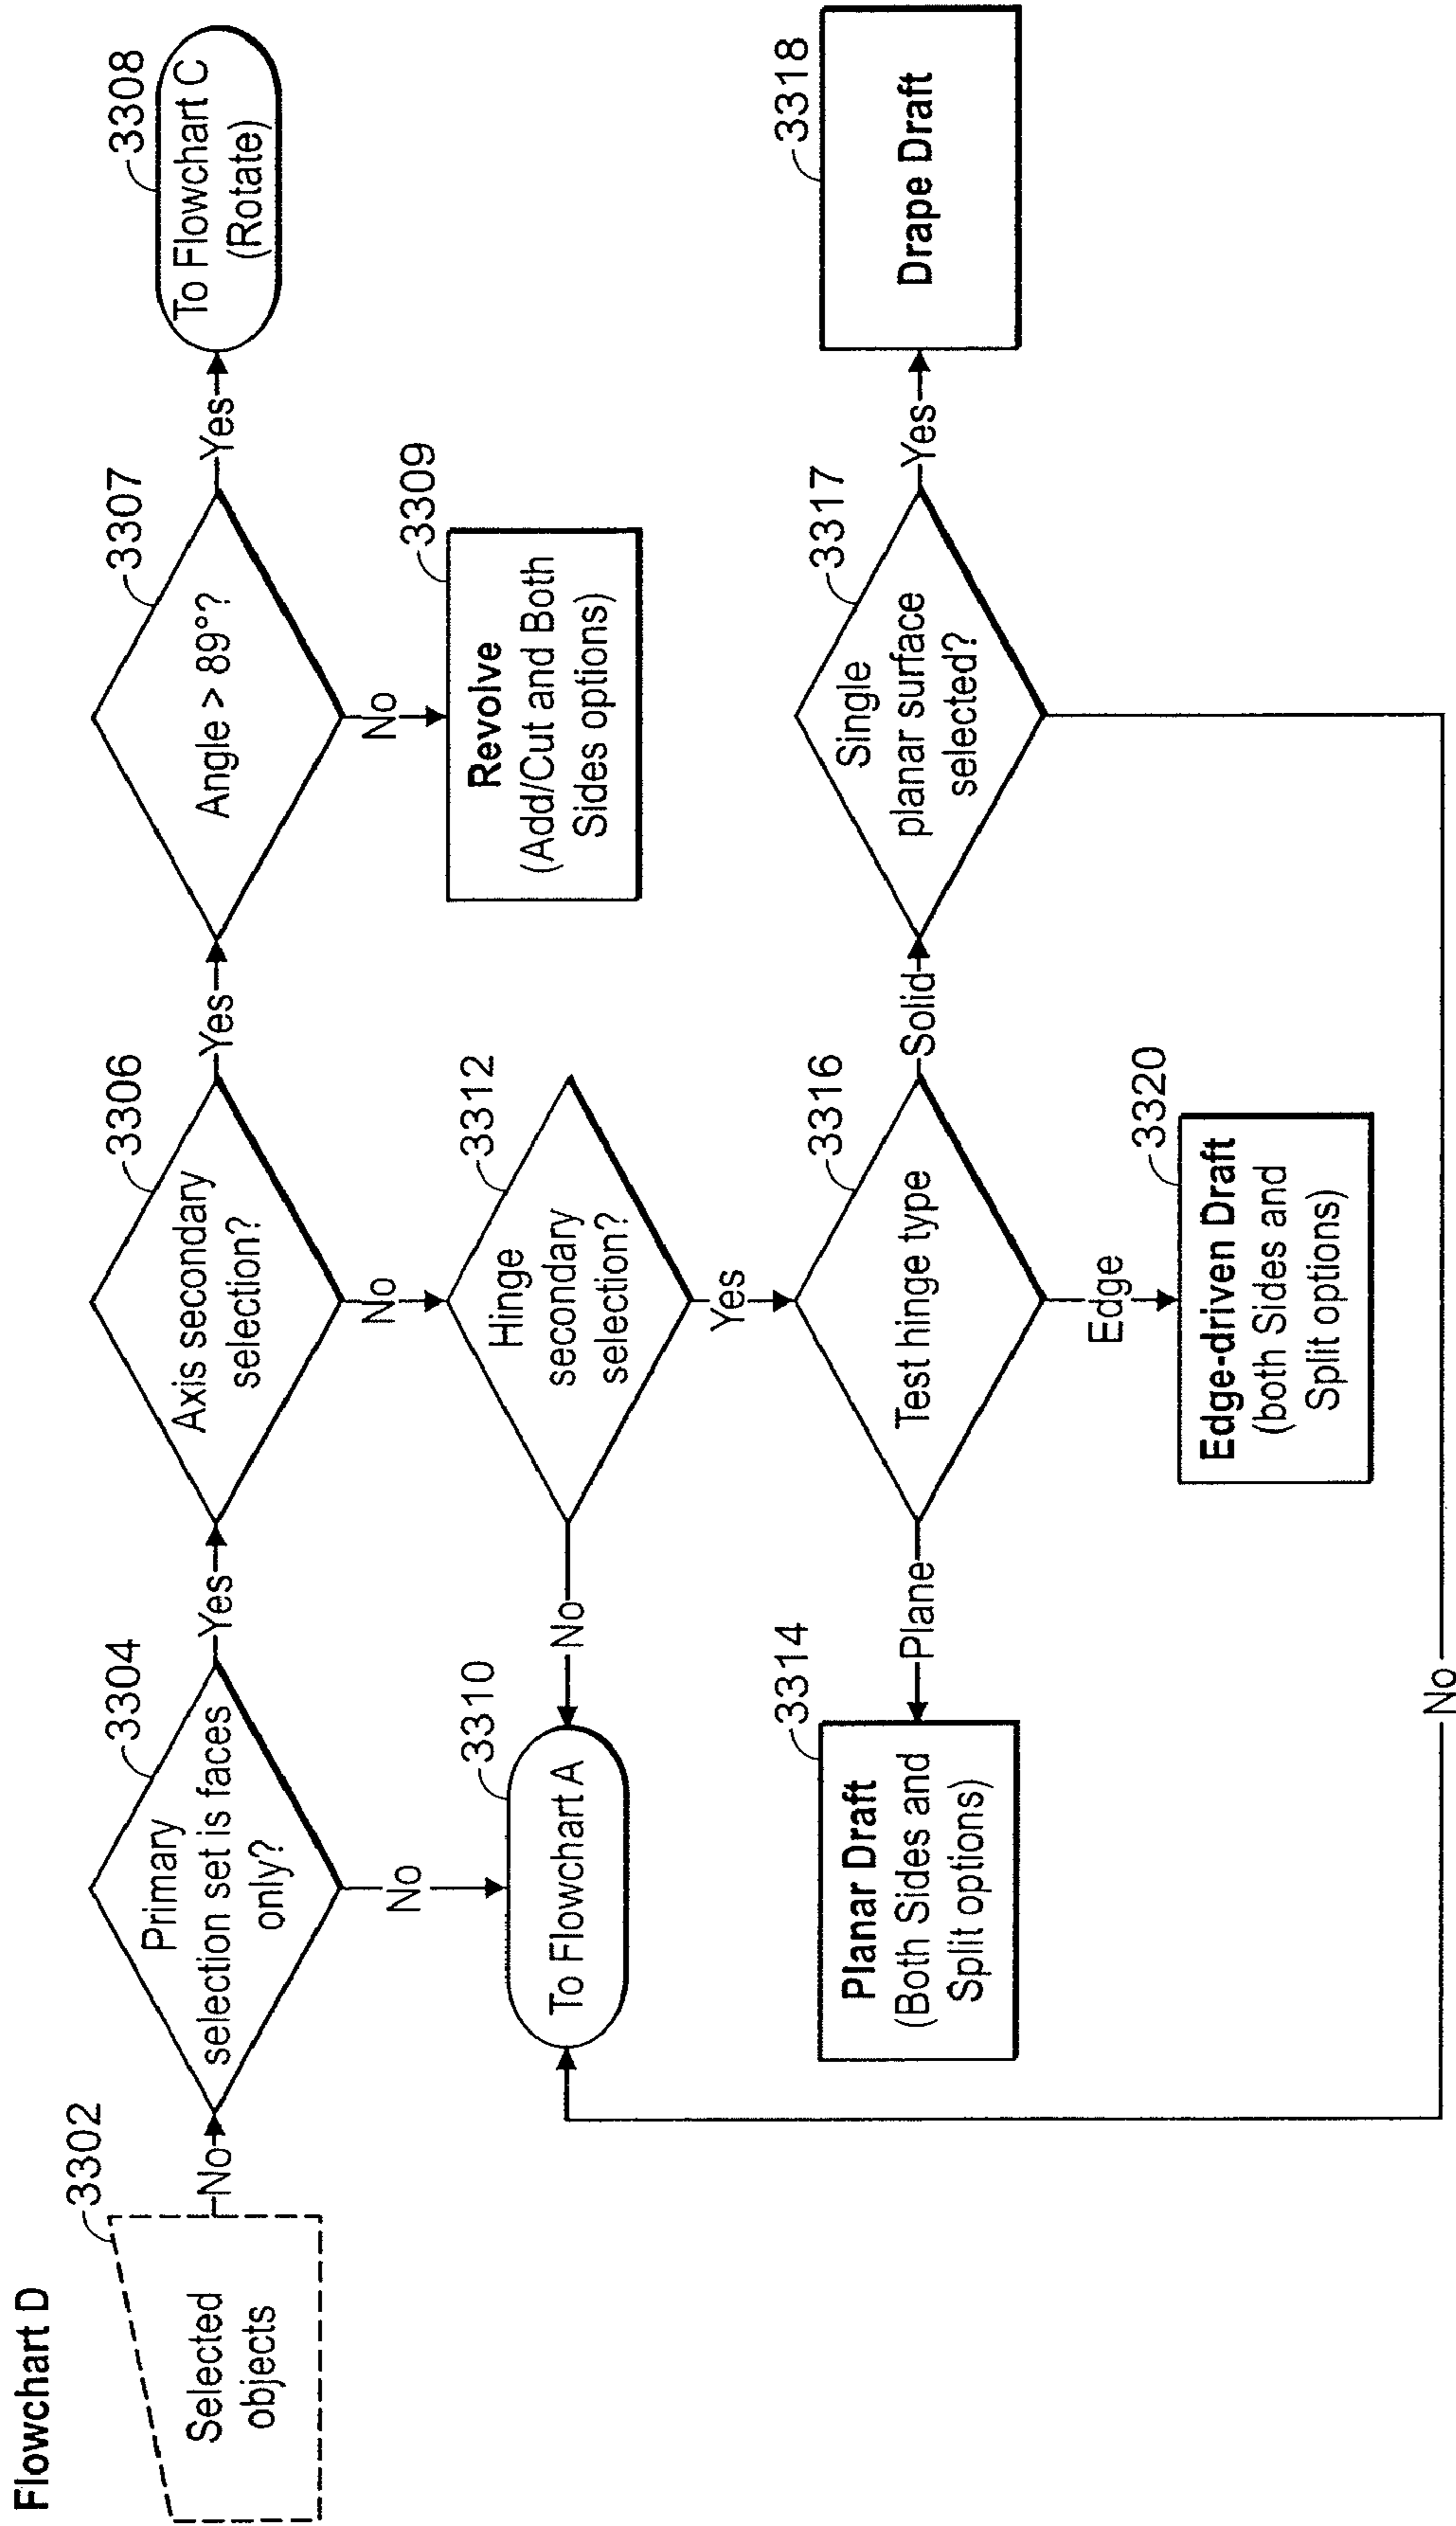 Flowchart D
3302
Selected
objects
No
3304
Primary
selection set is faces
only?
Yes
No
3306
Axis secondary
selection?
Yes
No
3307
Angle > 89°?
Yes
No
3308
To Flowchart C
(Rotate)
3309
Revolve
(Add/Cut and Both
Sides options)
3310
To Flowchart A
No
3312
Hinge
secondary
selection?
Yes
3314
Planar Draft
(Both Sides and
Split options)
Plane
3316
Test hinge type
Solid
Edge
3317
Single
planar surface
selected?
Yes
3318
Drape Draft
3320
Edge-driven Draft
(both Sides and
Split options)
No